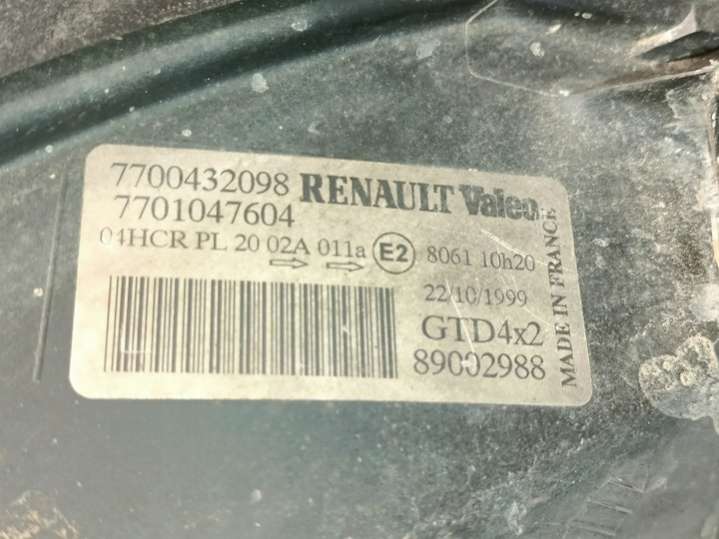 7700432098 RENAULT Valeo
7701047604
04HCR PL 20 02A 011a E2 8061 10h20
22/10/1999
GTD4x2
89002988
MADE IN FRANCE